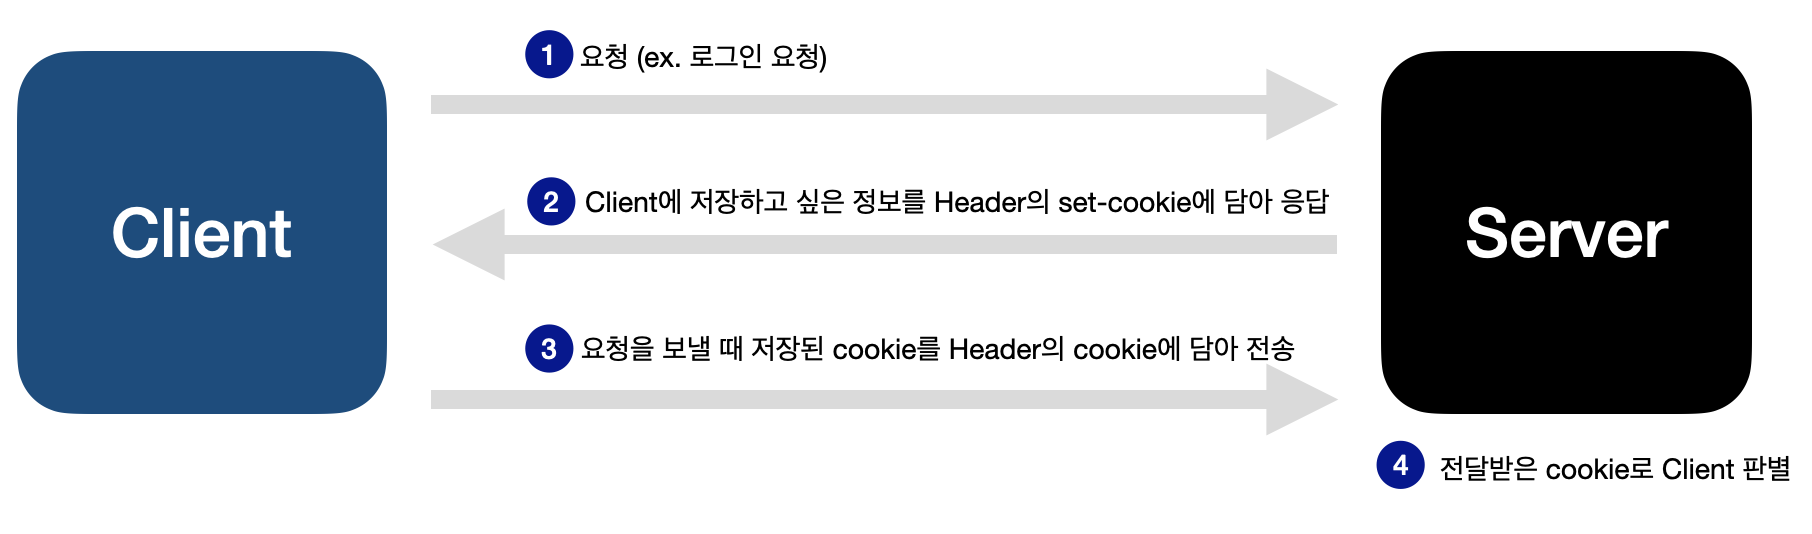 1 요청 (ex. 로그인 요청)
2 Client에 저장하고 싶은 정보를 Header의 set-cookie에 담아 응답
Client
Server
3 요청을 보낼 때 저장된 cookie를 Header의 cookie에 담아 전송
4 전달받은 cookie로 Client 판별